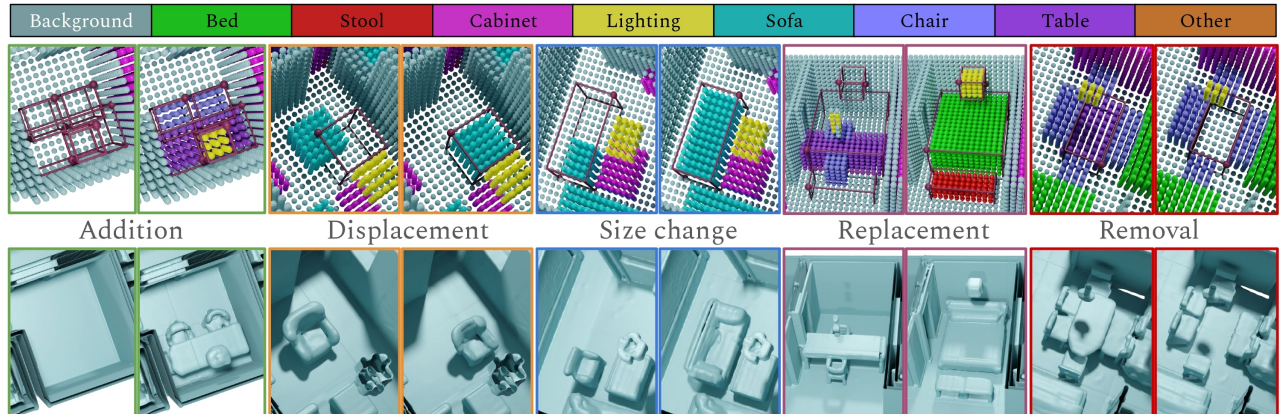 Background Bed Stool Cabinet Lighting Sofa Chair Table Other
Addition Displacement Size change Replacement Removal